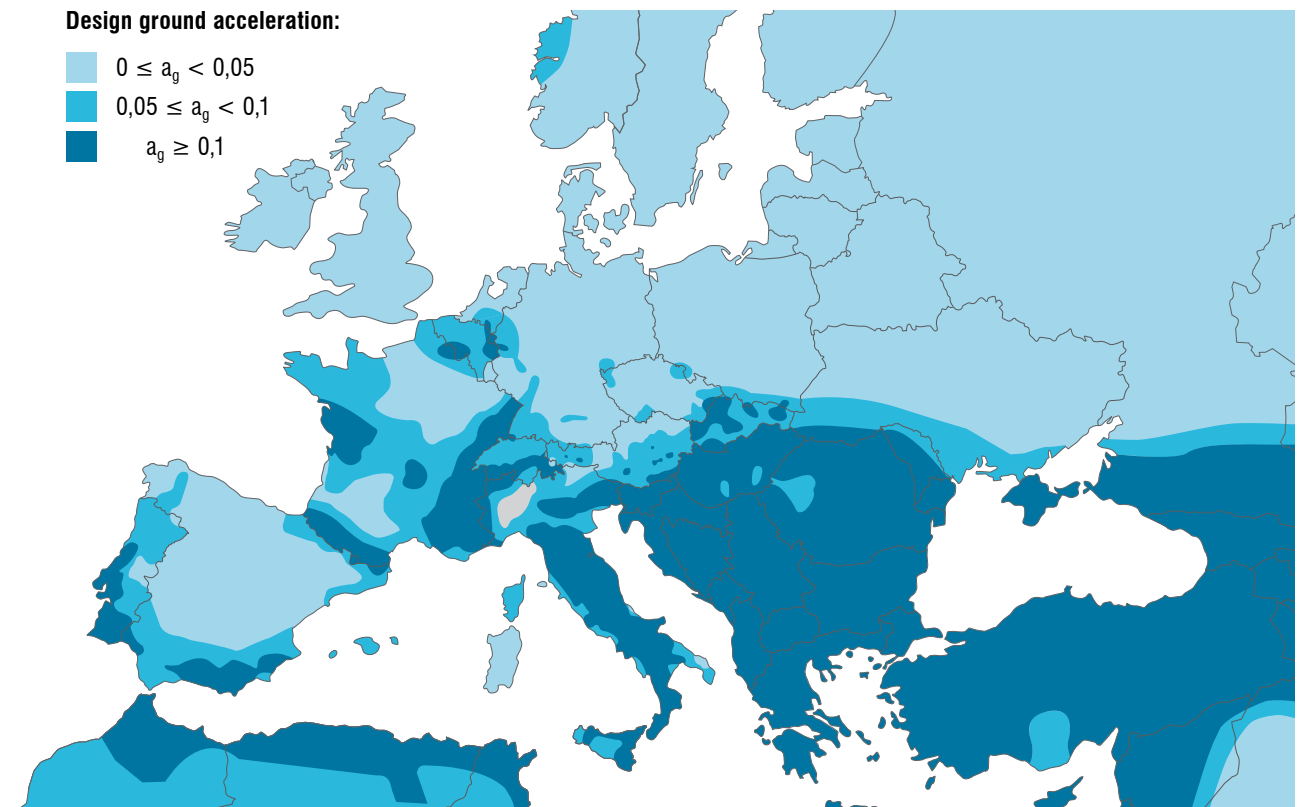 Design ground acceleration:
0 ≤ ag < 0,05
0,05 ≤ ag < 0,1
ag ≥ 0,1